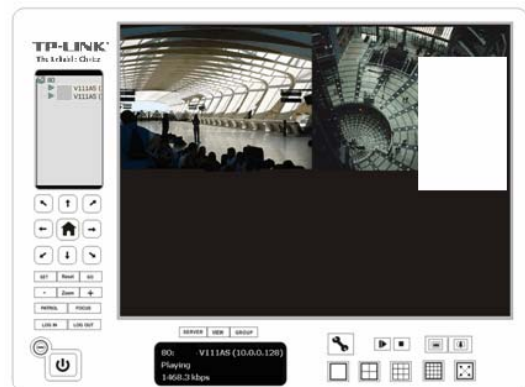 TP-LINK
The Reliable Choice
80
V111AS (
V111AS (
SET Reset GO
- Zoom +
PATROL FOCUS
LOG IN LOG OUT
SERVER VIEW GROUP
80: - V111AS (10.0.0.128)
Playing
1468.3 kbps